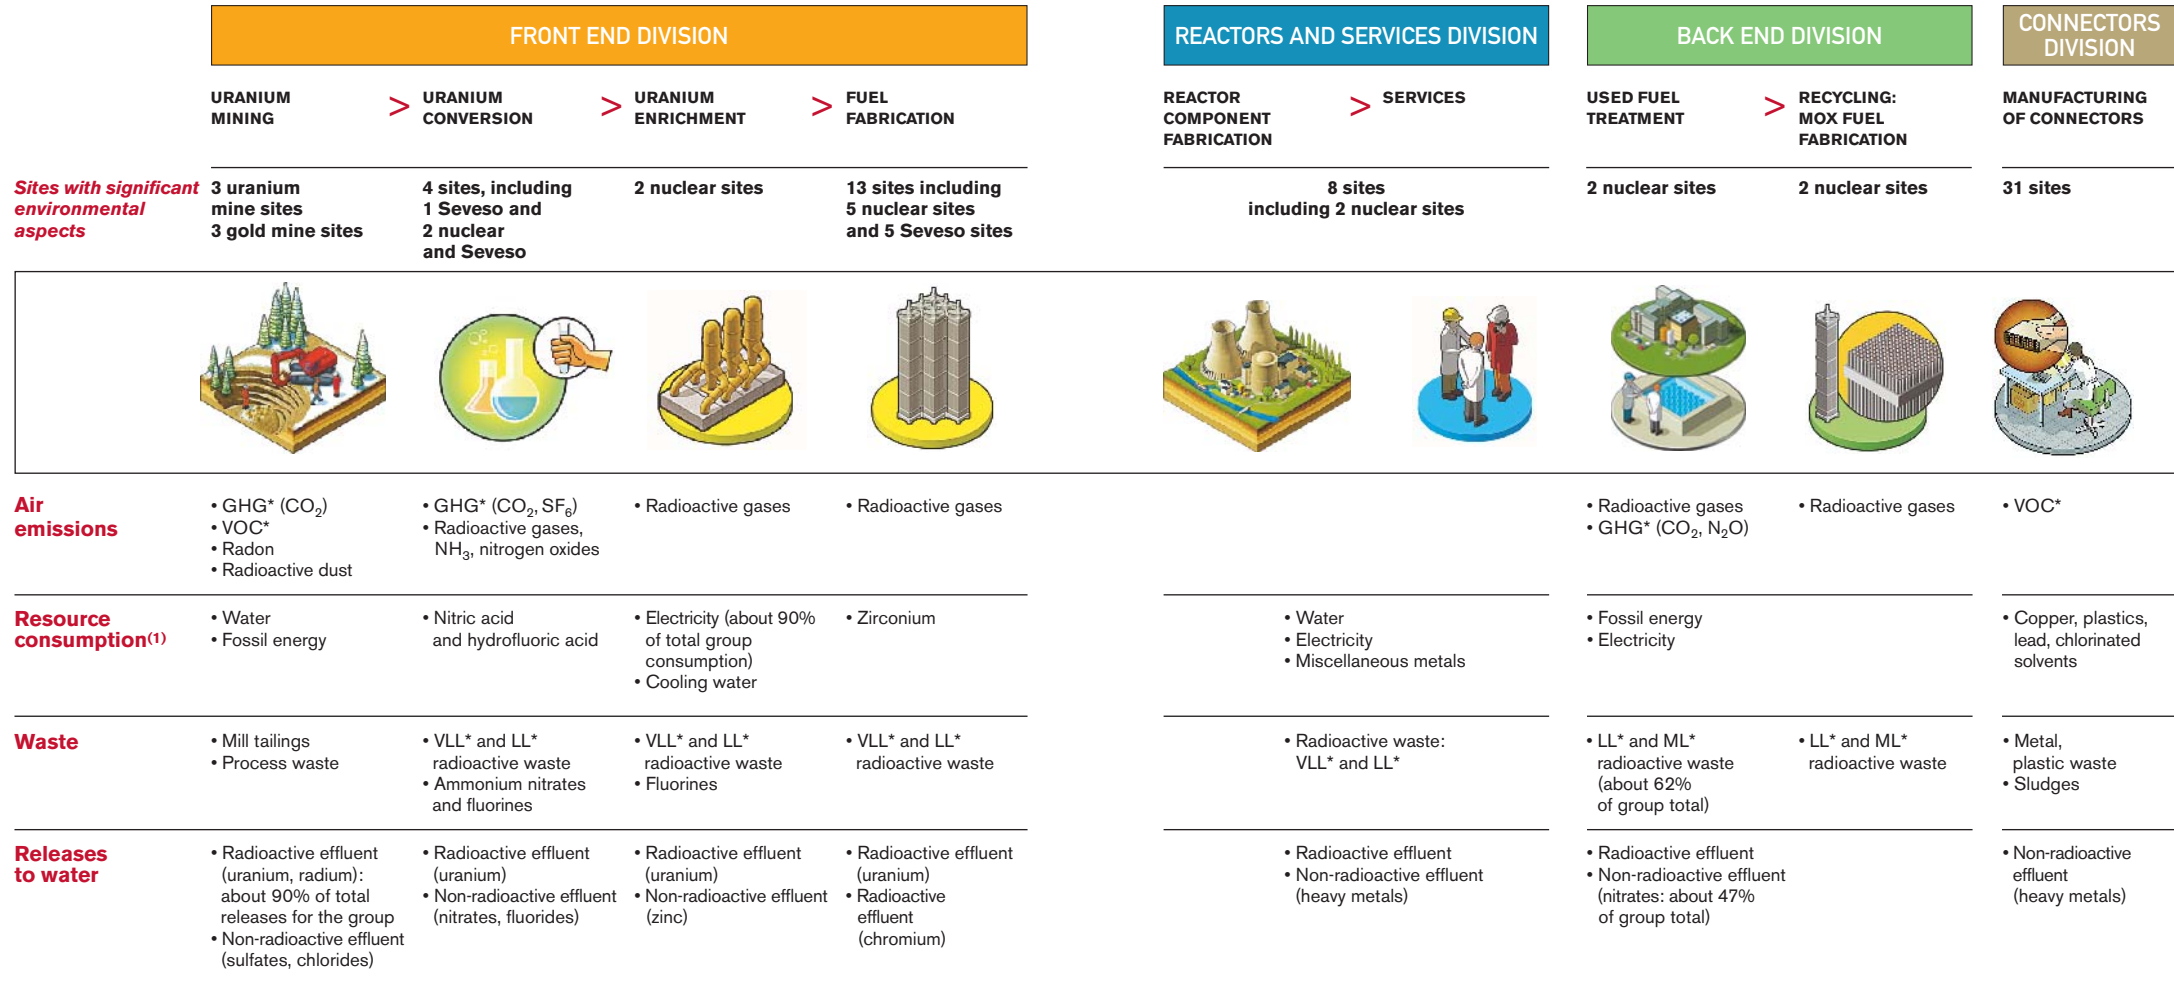 FRONT END DIVISION
REACTORS AND SERVICES DIVISION
BACK END DIVISION
CONNECTORS
DIVISION
URANIUM
MINING
>
URANIUM
CONVERSION
>
URANIUM
ENRICHMENT
>
FUEL
FABRICATION
REACTOR
COMPONENT
FABRICATION
>
SERVICES
USED FUEL
TREATMENT
>
RECYCLING:
MOX FUEL
FABRICATION
MANUFACTURING
OF CONNECTORS
Sites with significant
environmental
aspects
3 uranium
mine sites
3 gold mine sites
4 sites, including
1 Seveso and
2 nuclear
and Seveso
2 nuclear sites
13 sites including
5 nuclear sites
and 5 Seveso sites
8 sites
including 2 nuclear sites
2 nuclear sites
2 nuclear sites
31 sites
Air
emissions
• GHG* (CO2)
• VOC*
• Radon
• Radioactive dust
• GHG* (CO2, SF6)
• Radioactive gases,
NH3, nitrogen oxides
• Radioactive gases
• Radioactive gases
• Radioactive gases
• GHG* (CO2, N2O)
• Radioactive gases
• VOC*
Resource
consumption(1)
• Water
• Fossil energy
• Nitric acid
and hydrofluoric acid
• Electricity (about 90%
of total group
consumption)
• Cooling water
• Zirconium
• Water
• Electricity
• Miscellaneous metals
• Fossil energy
• Electricity
• Copper, plastics,
lead, chlorinated
solvents
Waste
• Mill tailings
• Process waste
• VLL* and LL*
radioactive waste
• Ammonium nitrates
and fluorines
• VLL* and LL*
radioactive waste
• Fluorines
• VLL* and LL*
radioactive waste
• Radioactive waste:
VLL* and LL*
• LL* and ML*
radioactive waste
(about 62%
of group total)
• LL* and ML*
radioactive waste
• Metal,
plastic waste
• Sludges
Releases
to water
• Radioactive effluent
(uranium, radium):
about 90% of total
releases for the group
• Non-radioactive effluent
(sulfates, chlorides)
• Radioactive effluent
(uranium)
• Non-radioactive effluent
(nitrates, fluorides)
• Radioactive effluent
(uranium)
• Non-radioactive effluent
(zinc)
• Radioactive effluent
(uranium)
• Radioactive
effluent
(chromium)
• Radioactive effluent
• Non-radioactive effluent
(heavy metals)
• Radioactive effluent
• Non-radioactive effluent
(nitrates: about 47%
of group total)
• Non-radioactive
effluent
(heavy metals)